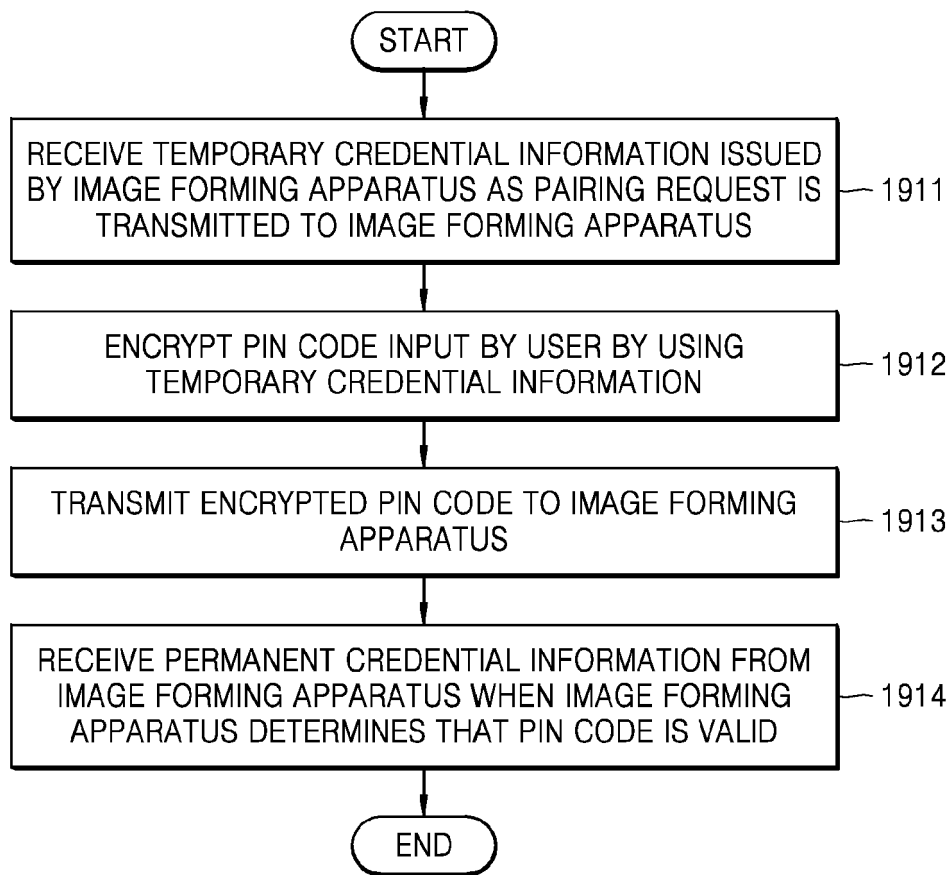 START
RECEIVE TEMPORARY CREDENTIAL INFORMATION ISSUED
BY IMAGE FORMING APPARATUS AS PAIRING REQUEST IS
TRANSMITTED TO IMAGE FORMING APPARATUS
1911
ENCRYPT PIN CODE INPUT BY USER BY USING
TEMPORARY CREDENTIAL INFORMATION
1912
TRANSMIT ENCRYPTED PIN CODE TO IMAGE FORMING
APPARATUS
1913
RECEIVE PERMANENT CREDENTIAL INFORMATION FROM
IMAGE FORMING APPARATUS WHEN IMAGE FORMING
APPARATUS DETERMINES THAT PIN CODE IS VALID
1914
END